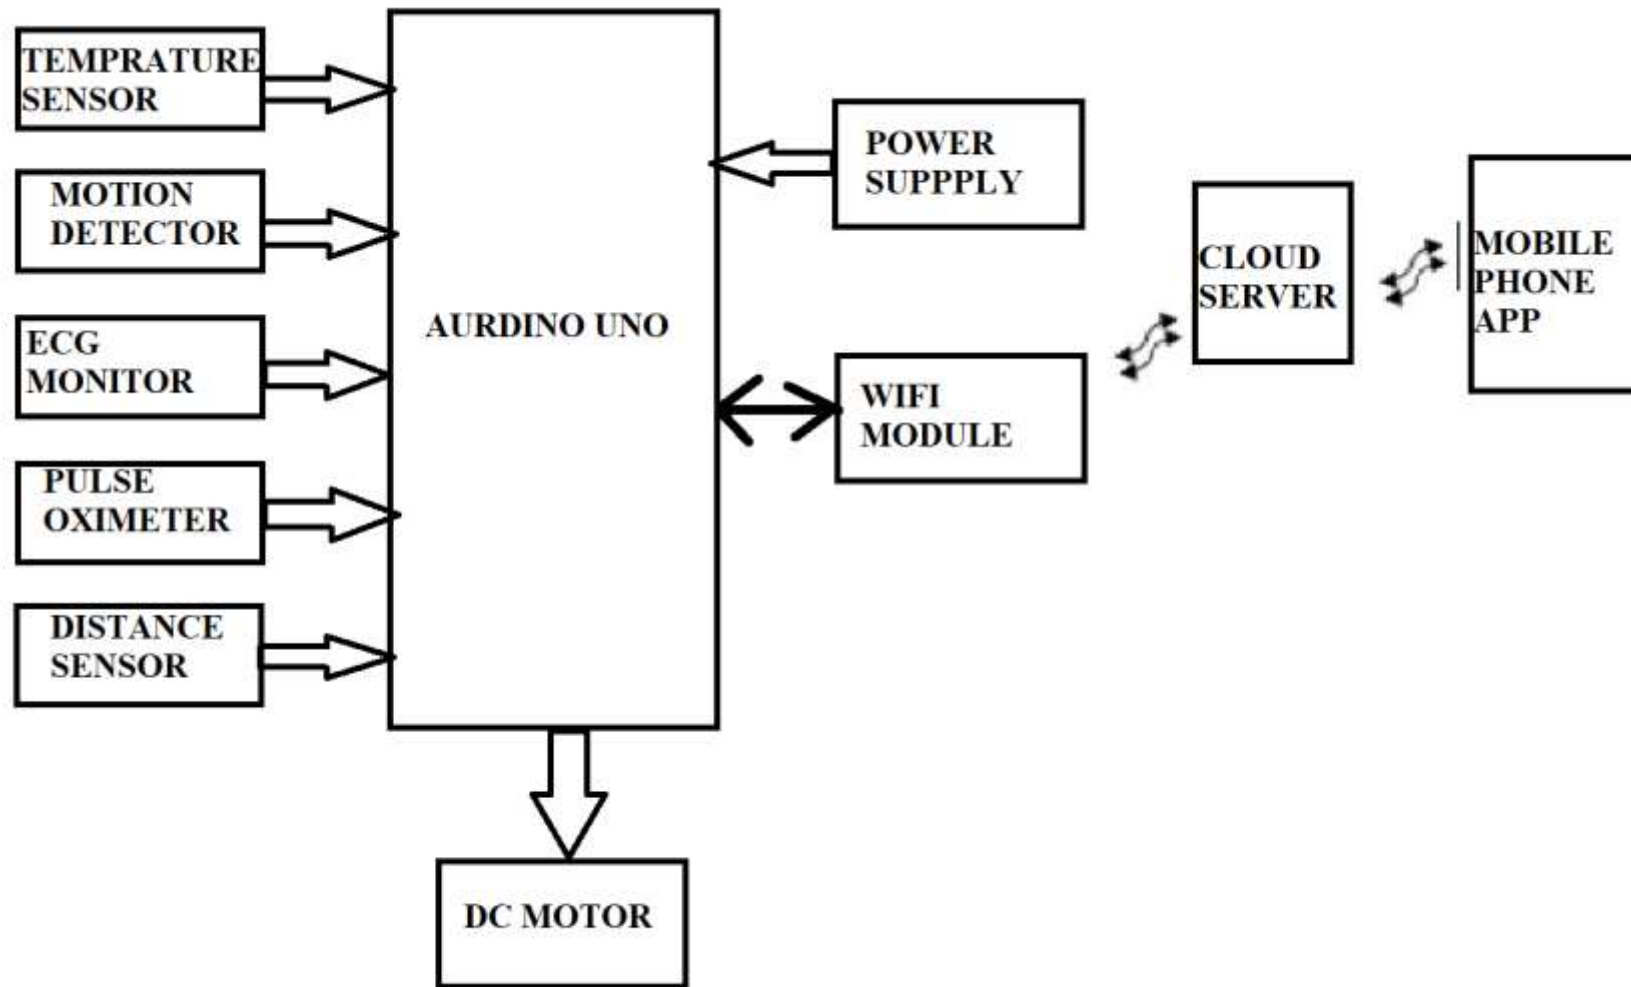 TEMPRATURE
SENSOR
MOTION
DETECTOR
ECG
MONITOR
PULSE
OXIMETER
DISTANCE
SENSOR
AURDINO UNO
POWER
SUPPPLY
WIFI
MODULE
CLOUD
SERVER
MOBILE
PHONE
APP
DC MOTOR